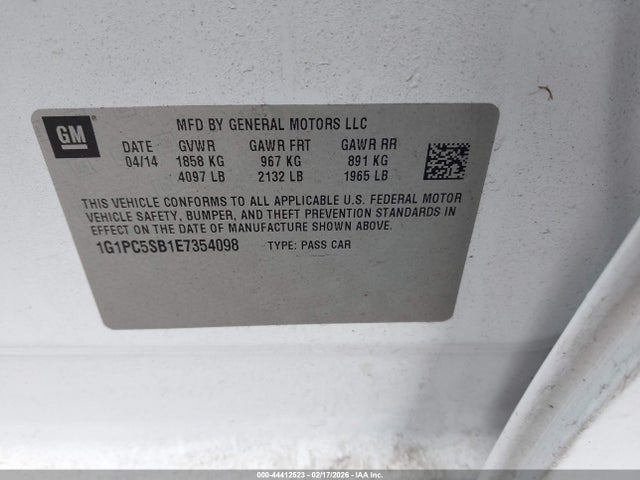 GM
MFD BY GENERAL MOTORS LLC
DATE GVWR GAWR FRT GAWR RR
04/14 1858 KG 967 KG 891 KG
4097 LB 2132 LB 1965 LB
THIS VEHICLE CONFORMS TO ALL APPLICABLE U.S. FEDERAL MOTOR
VEHICLE SAFETY, BUMPER, AND THEFT PREVENTION STANDARDS IN
EFFECT ON THE DATE OF MANUFACTURE SHOWN ABOVE.
1G1PC5SB1E7354098 TYPE: PASS CAR
000-44412523 - 02/17/2026 - IAA Inc.